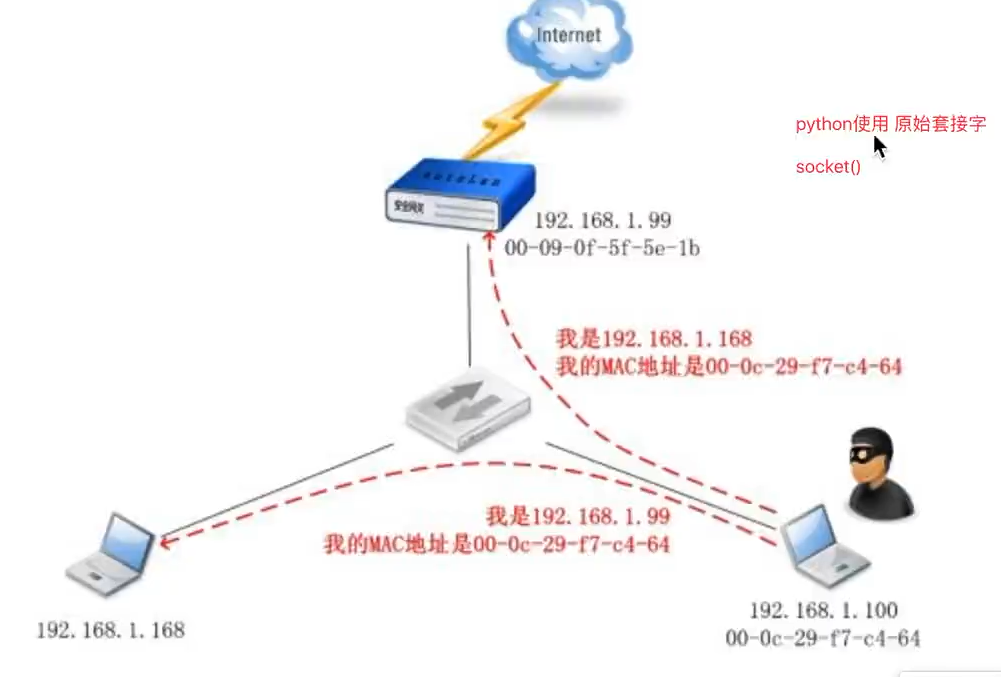 Internet
python使用 原始套接字
socket()
安全网关
192.168.1.99
00-09-0f-5f-5e-1b
我是192.168.1.168
我的MAC地址是00-0c-29-f7-c4-64
我是192.168.1.99
我的MAC地址是00-0c-29-f7-c4-64
192.168.1.168
192.168.1.100
00-0c-29-f7-c4-64